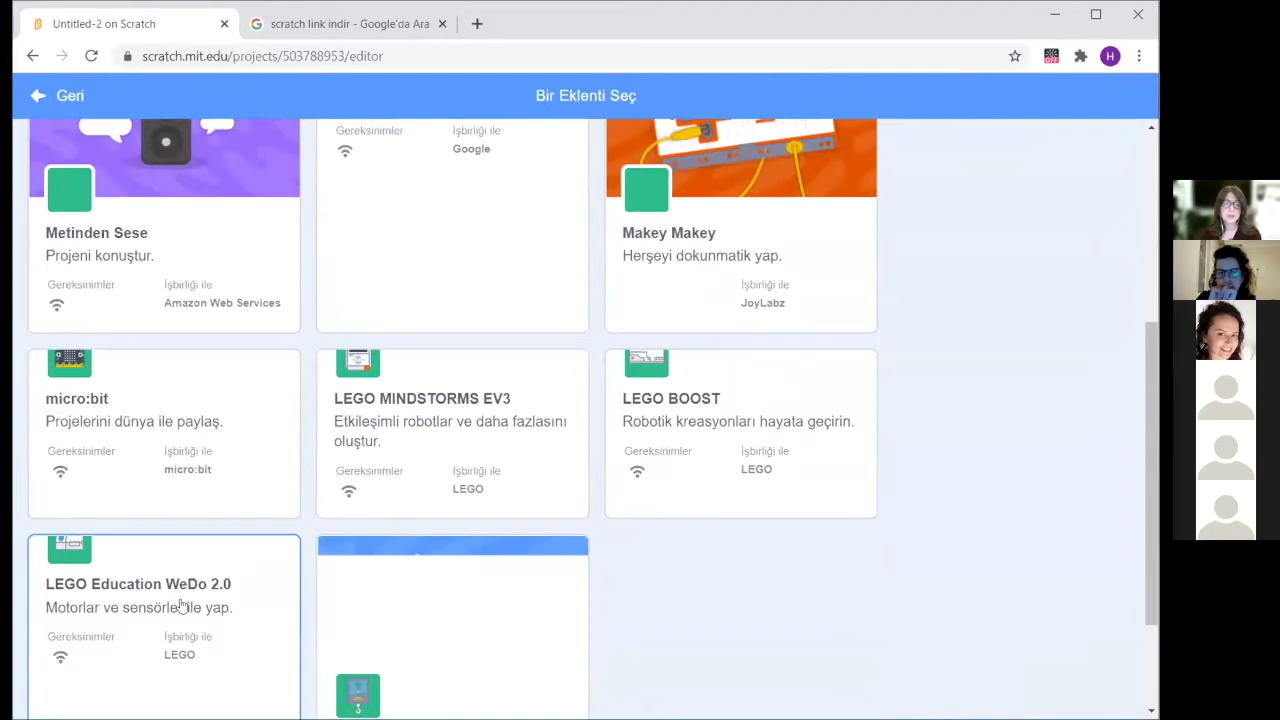 Untitled-2 on Scratch
scratch link indir - Google'da Ara
scratch.mit.edu/projects/503788953/editor
OFF
H
Geri
Bir Eklenti Seç
Gereksinimler
İşbirliği ile
Google
Metinden Sese
Projeni konuştur.
Gereksinimler
İşbirliği ile
Amazon Web Services
Makey Makey
Herşeyi dokunmatik yap.
İşbirliği ile
JoyLabz
micro:bit
Projelerini dünya ile paylaş.
Gereksinimler
İşbirliği ile
micro:bit
LEGO MINDSTORMS EV3
Etkileşimli robotlar ve daha fazlasını
oluştur.
Gereksinimler
İşbirliği ile
LEGO
LEGO BOOST
Robotik kreasyonları hayata geçirin.
Gereksinimler
İşbirliği ile
LEGO
LEGO Education WeDo 2.0
Motorlar ve sensörler ile yap.
Gereksinimler
İşbirliği ile
LEGO